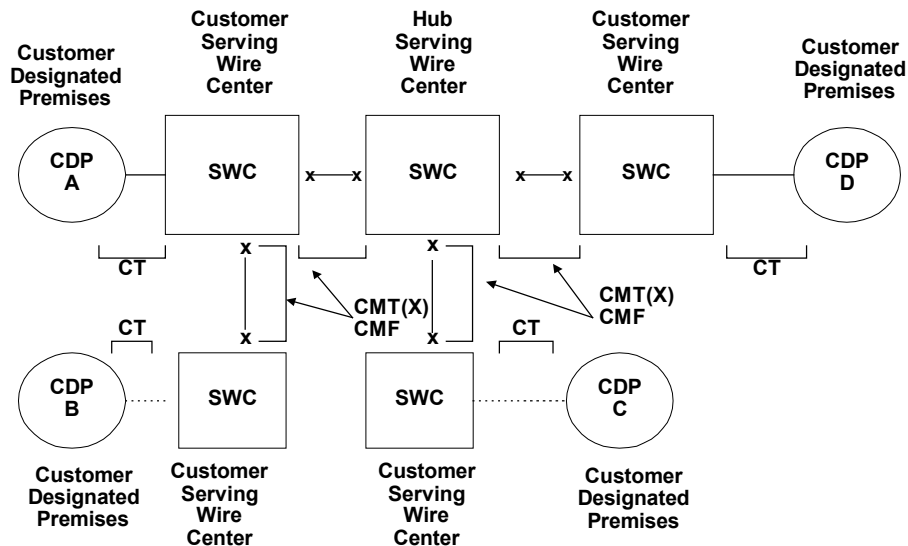 Customer
Designated
Premises
Customer
Serving
Wire
Center
Hub
Serving
Wire
Center
Customer
Serving
Wire
Center
Customer
Designated
Premises
CDP
A
SWC
x
x
SWC
x
x
SWC
CDP
D
CT
x
x
CT
CMT(X)
CMF
CMT(X)
CMF
CT
x
x
CT
CDP
B
SWC
SWC
CDP
C
Customer
Designated
Premises
Customer
Serving
Wire
Center
Customer
Serving
Wire
Center
Customer
Designated
Premises